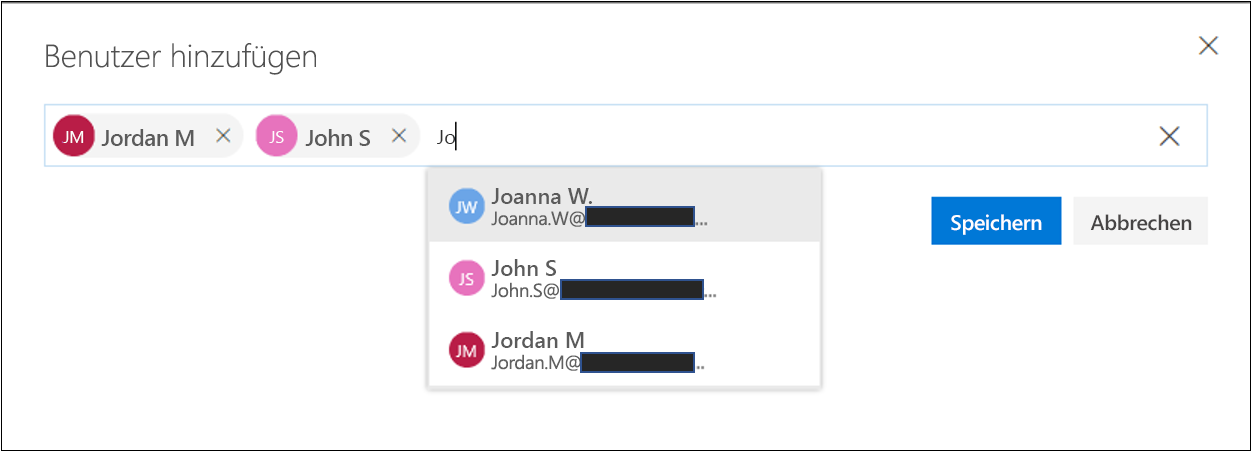 Benutzer hinzufügen
JM Jordan M JS John S Jo
JW Joanna W.
Joanna.W@ ...
JS John S
John.S@ ...
JM Jordan M
Jordan.M@ ..
Speichern Abbrechen